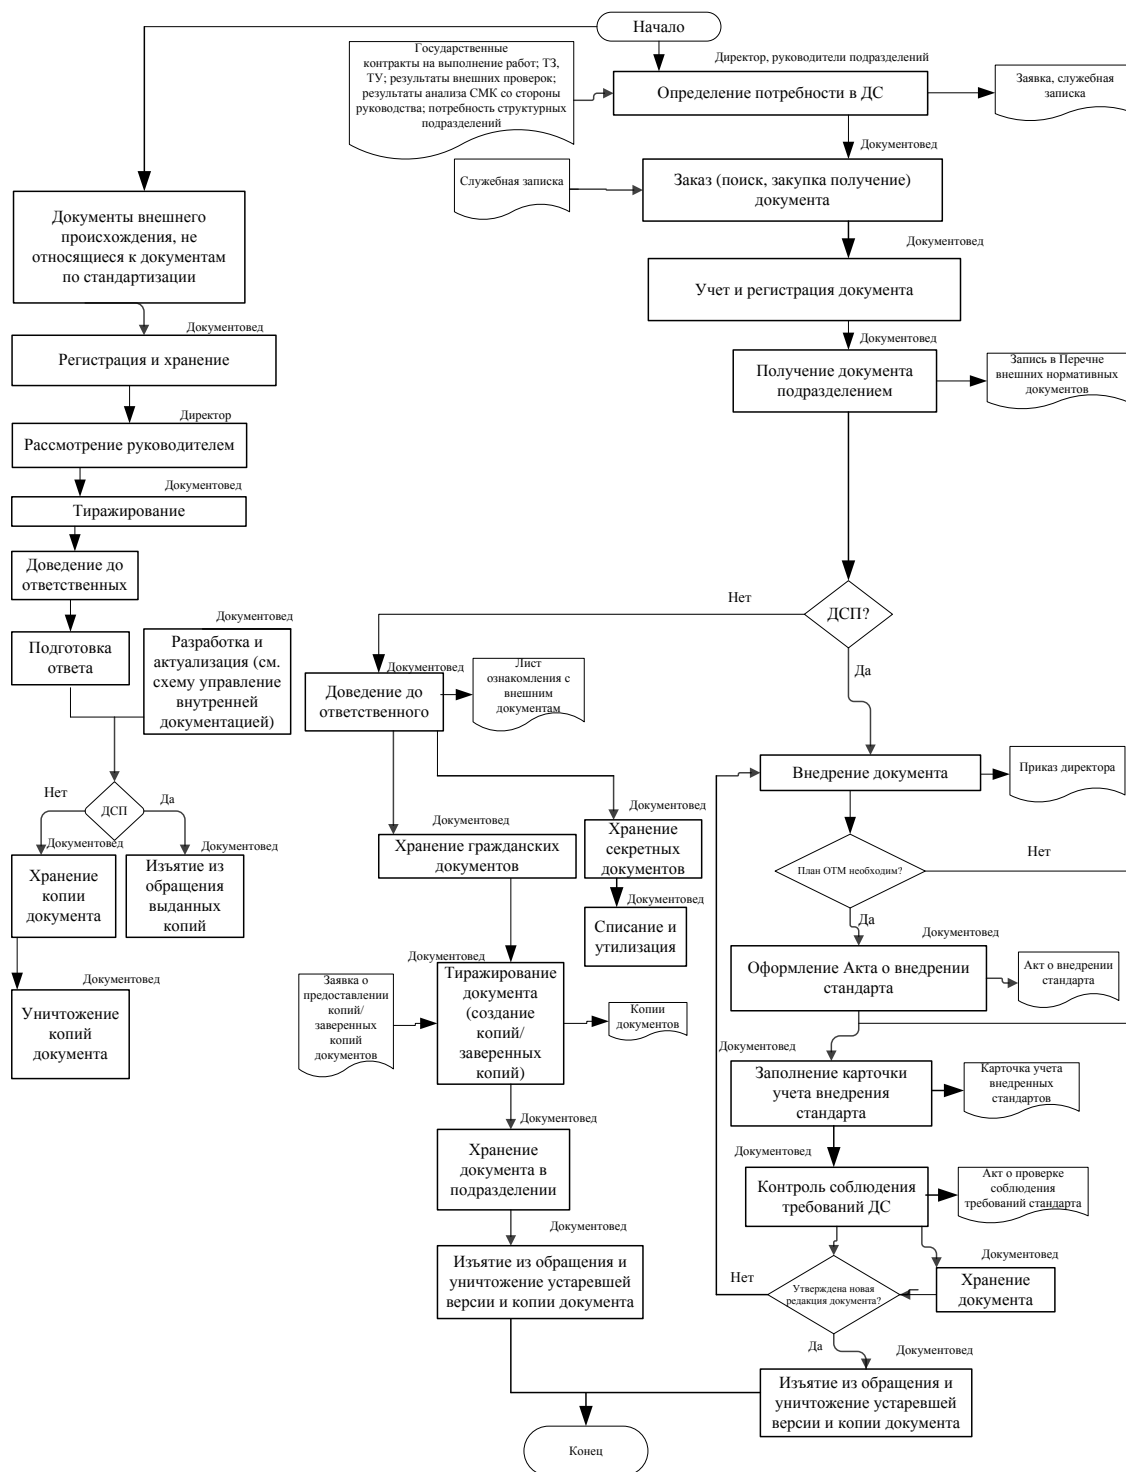 Начало
Государственные
контракты на выполнение работ; ТЗ,
ТУ; результаты внешних проверок;
результаты анализа СМК со стороны
руководства; потребность структурных
подразделений
Директор, руководители подразделений
Определение потребности в ДС
Заявка, служебная
записка
Документовед
Служебная записка
Заказ (поиск, закупка получение)
документа
Документовед
Учет и регистрация документа
Документовед
Получение документа
подразделением
Запись в Перечне
внешних нормативных
документов
Документы внешнего
происхождения, не
относящиеся к документам
по стандартизации
Документовед
Регистрация и хранение
Директор
Рассмотрение руководителем
Документовед
Тиражирование
Доведение до
ответственных
Подготовка
ответа
Документовед
Разработка и
актуализация (см.
схему управление
внутренней
документацией)
Нет
ДСП
Да
Документовед
Хранение
копии
документа
Документовед
Изъятие из
обращения
выданных
копий
Документовед
Уничтожение
копий
документа
ДСП?
Нет
Да
Документовед
Доведение до
ответственного
Лист
ознакомления с
внешним
документам
Документовед
Хранение гражданских
документов
Документовед
Хранение
секретных
документов
Документовед
Списание и
утилизация
Документовед
Заявка о
предоставлении
копий/
заверенных
копий
документов
Тиражирование
документа
(создание
копий/
заверенных
копий)
Копии
документов
Документовед
Хранение
документа в
подразделении
Документовед
Изъятие из обращения и
уничтожение устаревшей
версии и копии документа
Внедрение документа
Приказ директора
План ОТМ необходим?
Нет
Да
Документовед
Оформление Акта о внедрении
стандарта
Акт о внедрении
стандарта
Документовед
Заполнение карточки
учета внедрения
стандарта
Карточка учета
внедренных
стандартов
Документовед
Контроль соблюдения
требований ДС
Акт о проверке
соблюдения
требований стандарта
Документовед
Хранение
документа
Нет
Утверждена новая
редакция документа?
Да
Документовед
Изъятие из обращения и
уничтожение устаревшей
версии и копии документа
Конец